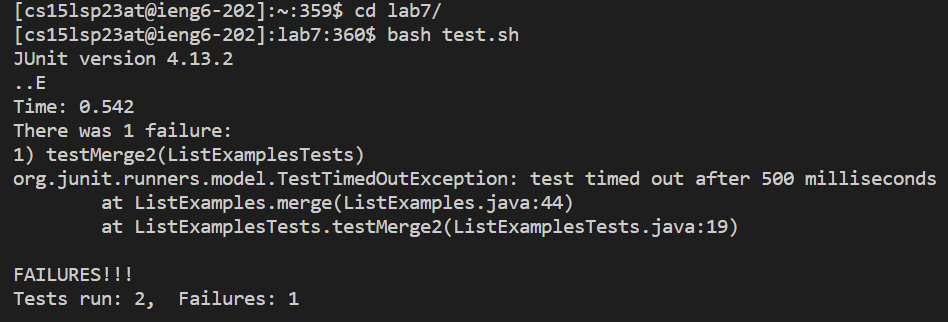 [cs15lsp23at@ieng6-202]:~:359$ cd lab7/
[cs15lsp23at@ieng6-202]:lab7:360$ bash test.sh
JUnit version 4.13.2
..E
Time: 0.542
There was 1 failure:
1) testMerge2(ListExamplesTests)
org.junit.runners.model.TestTimedOutException: test timed out after 500 milliseconds
        at ListExamples.merge(ListExamples.java:44)
        at ListExamplesTests.testMerge2(ListExamplesTests.java:19)

FAILURES!!!
Tests run: 2,  Failures: 1